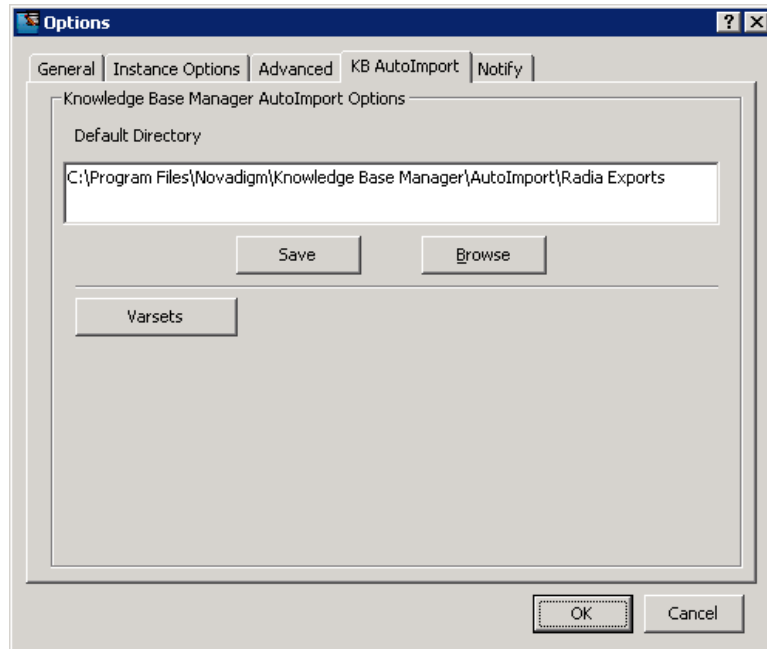 Options
General Instance Options Advanced KB AutoImport Notify
Knowledge Base Manager AutoImport Options
Default Directory
C:\Program Files\Novadigm\Knowledge Base Manager\AutoImport\Radia Exports
Save Browse
Varsets
OK Cancel